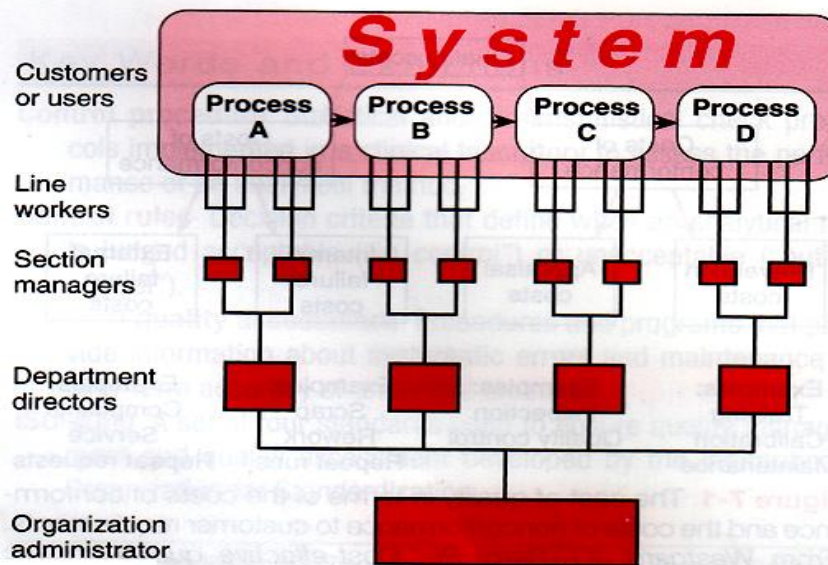 System
Customers
or users
Process
A
Process
B
Process
C
Process
D
Line
workers
Section
managers
Department
directors
Organization
administrator